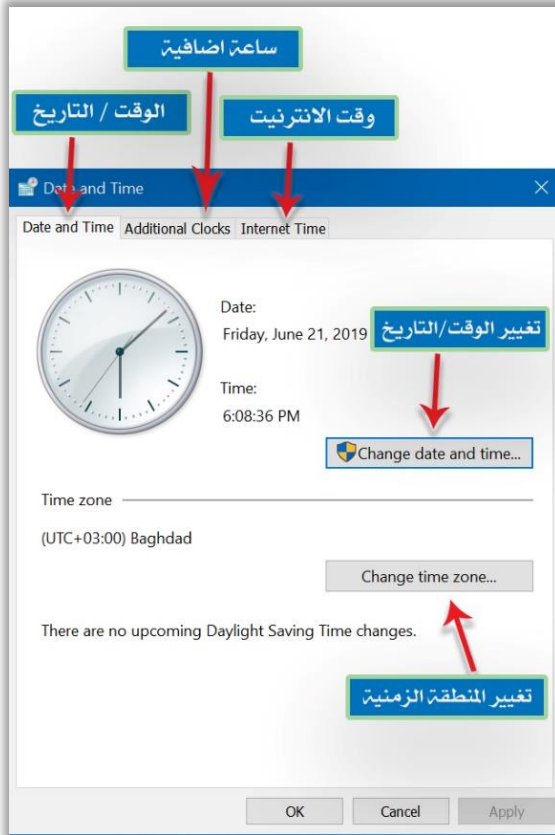 ساعة اضافية
الوقت / التاريخ
وقت الانترنيت
Date and Time
Date and Time
Additional Clocks
Internet Time
Date:
Friday, June 21, 2019
تغيير الوقت/التاريخ
Time:
6:08:36 PM
Change date and time...
Time zone
(UTC+03:00) Baghdad
Change time zone...
There are no upcoming Daylight Saving Time changes.
تغيير المنطقة الزمنية
OK
Cancel
Apply